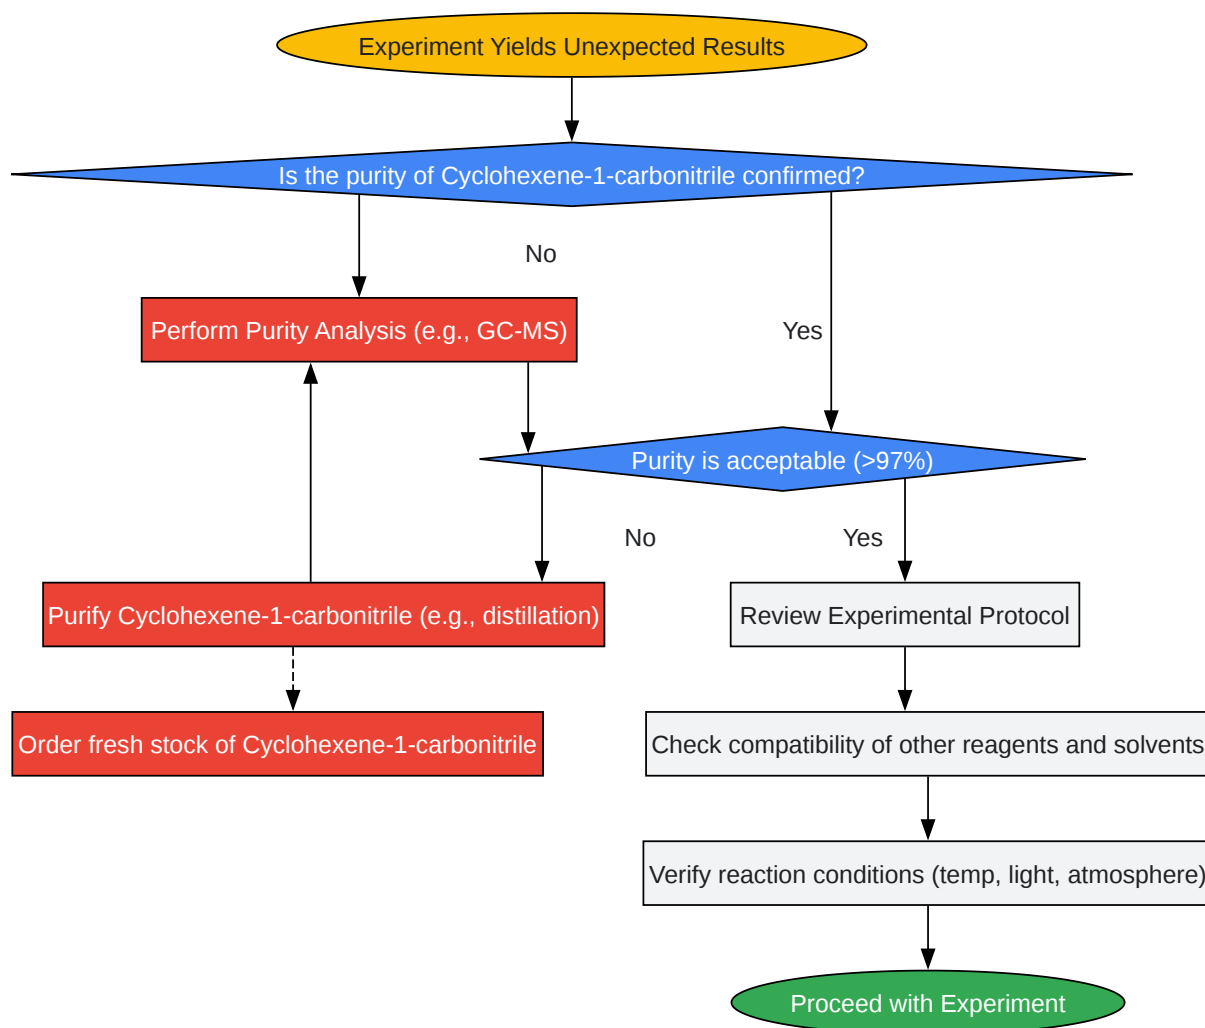 Experiment Yields Unexpected Results
Is the purity of Cyclohexene-1-carbonitrile confirmed?
No
Perform Purity Analysis (e.g., GC-MS)
Yes
Purity is acceptable (>97%)
No
Yes
Purify Cyclohexene-1-carbonitrile (e.g., distillation)
Review Experimental Protocol
Order fresh stock of Cyclohexene-1-carbonitrile
Check compatibility of other reagents and solvents
Verify reaction conditions (temp, light, atmosphere)
Proceed with Experiment